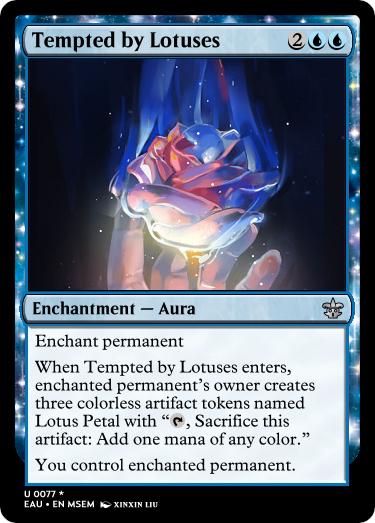 Tempted by Lotuses 2
Enchantment — Aura
Enchant permanent
When Tempted by Lotuses enters,
enchanted permanent's owner creates
three colorless artifact tokens named
Lotus Petal with “, Sacrifice this
artifact: Add one mana of any color.”
You control enchanted permanent.
U 0077 *
EAU • EN MSEM XINXIN LIU